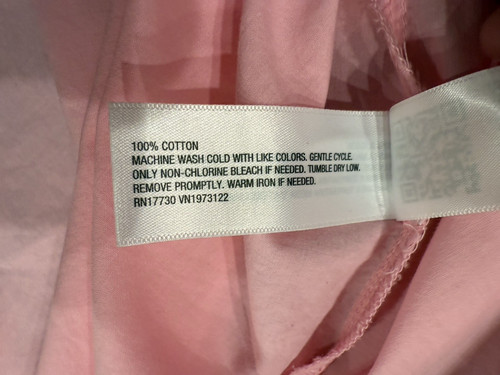 100% COTTON
MACHINE WASH COLD WITH LIKE COLORS. GENTLE CYCLE.
ONLY NON-CHLORINE BLEACH IF NEEDED. TUMBLE DRY LOW.
REMOVE PROMPTLY. WARM IRON IF NEEDED.
RN17730 VN1973122